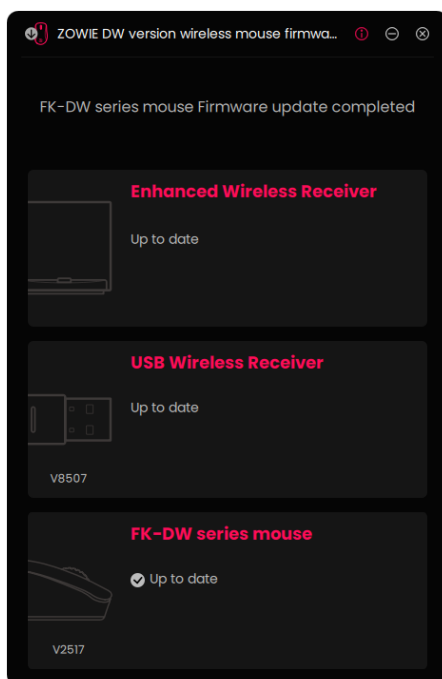 ZOWIE DW version wireless mouse firmwa...
FK-DW series mouse Firmware update completed
Enhanced Wireless Receiver
Up to date
USB Wireless Receiver
Up to date
V8507
FK-DW series mouse
Up to date
V2517